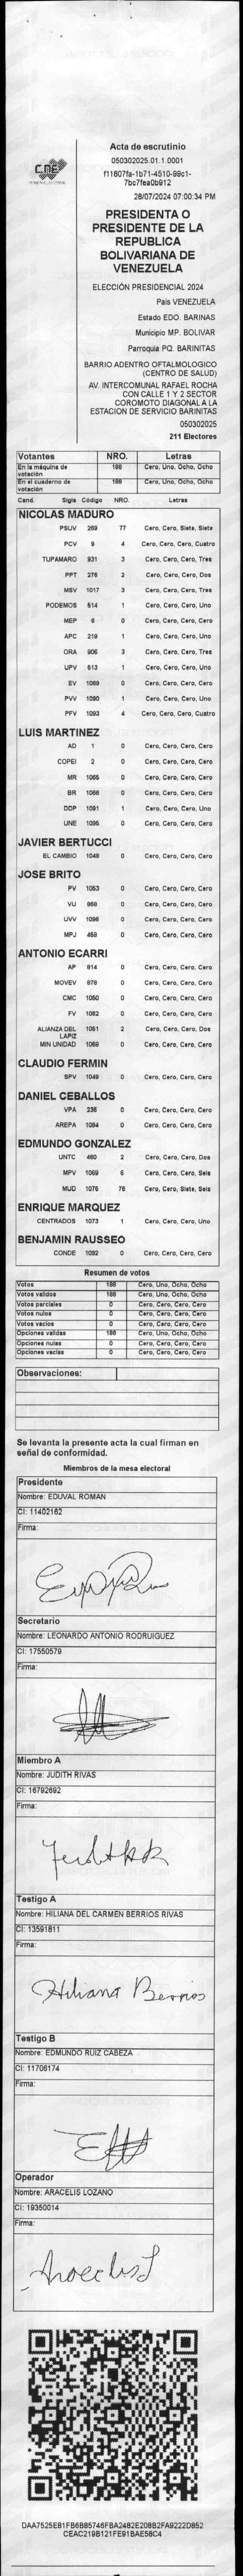 CNE
Acta de escrutinio
050302025.01.1.0001
f11807fa-1b71-4510-99c1-
7bc7fea0b912
28/07/2024 07:00:34 PM
PRESIDENTA O
PRESIDENTE DE LA
REPUBLICA
BOLIVARIANA DE
VENEZUELA
ELECCIÓN PRESIDENCIAL 2024
Pais VENEZUELA
Estado EDO. BARINAS
Municipio MP. BOLIVAR
Parroquia PQ. BARINITAS
BARRIO ADENTRO OFTALMOLOGICO
(CENTRO DE SALUD)
AV. INTERCOMUNAL RAFAEL ROCHA
CON CALLE 1 Y 2 SECTOR
COROMOTO DIAGONAL A LA
ESTACION DE SERVICIO BARINITAS
050302025
211 Electores
Votantes NRO. Letras
En la máquina de votación 188 Cero, Uno, Ocho, Ocho
En el cuaderno de votación 188 Cero, Uno, Ocho, Ocho
Cand. Sigla Código NRO. Letras
NICOLAS MADURO
PSUV 269 77 Cero, Cero, Siete, Siete
PCV 9 4 Cero, Cero, Cero, Cuatro
TUPAMARO 931 3 Cero, Cero, Cero, Tres
PPT 276 2 Cero, Cero, Cero, Dos
MSV 1017 3 Cero, Cero, Cero, Tres
PODEMOS 514 1 Cero, Cero, Cero, Uno
MEP 6 0 Cero, Cero, Cero, Cero
APC 219 1 Cero, Cero, Cero, Uno
ORA 906 3 Cero, Cero, Cero, Tres
UPV 513 1 Cero, Cero, Cero, Uno
EV 1089 0 Cero, Cero, Cero, Cero
PVV 1090 1 Cero, Cero, Cero, Uno
PFV 1093 4 Cero, Cero, Cero, Cuatro
LUIS MARTINEZ
AD 1 0 Cero, Cero, Cero, Cero
COPEI 2 0 Cero, Cero, Cero, Cero
MR 1065 0 Cero, Cero, Cero, Cero
BR 1086 0 Cero, Cero, Cero, Cero
DDP 1091 1 Cero, Cero, Cero, Uno
UNE 1095 0 Cero, Cero, Cero, Cero
JAVIER BERTUCCI
EL CAMBIO 1048 0 Cero, Cero, Cero, Cero
JOSE BRITO
PV 1053 0 Cero, Cero, Cero, Cero
VU 868 0 Cero, Cero, Cero, Cero
UVV 1096 0 Cero, Cero, Cero, Cero
MPJ 458 0 Cero, Cero, Cero, Cero
ANTONIO ECARRI
AP 614 0 Cero, Cero, Cero, Cero
MOVEV 878 0 Cero, Cero, Cero, Cero
CMC 1050 0 Cero, Cero, Cero, Cero
FV 1062 0 Cero, Cero, Cero, Cero
ALIANZA DEL LAPIZ 1051 2 Cero, Cero, Cero, Dos
MIN UNIDAD 1068 0 Cero, Cero, Cero, Cero
CLAUDIO FERMIN
SPV 1049 0 Cero, Cero, Cero, Cero
DANIEL CEBALLOS
VPA 236 0 Cero, Cero, Cero, Cero
AREPA 1094 0 Cero, Cero, Cero, Cero
EDMUNDO GONZALEZ
UNTC 460 2 Cero, Cero, Cero, Dos
MPV 1069 6 Cero, Cero, Cero, Seis
MUD 1075 76 Cero, Cero, Siete, Seis
ENRIQUE MARQUEZ
CENTRADOS 1073 1 Cero, Cero, Cero, Uno
BENJAMIN RAUSSEO
CONDE 1092 0 Cero, Cero, Cero, Cero
Resumen de votos
Votos 188 Cero, Uno, Ocho, Ocho
Votos validos 188 Cero, Uno, Ocho, Ocho
Votos parciales 0 Cero, Cero, Cero, Cero
Votos nulos 0 Cero, Cero, Cero, Cero
Votos vacios 0 Cero, Cero, Cero, Cero
Opciones validas 188 Cero, Uno, Ocho, Ocho
Opciones nulas 0 Cero, Cero, Cero, Cero
Opciones vacias 0 Cero, Cero, Cero, Cero
Observaciones:
Se levanta la presente acta la cual firman en
señal de conformidad.
Miembros de la mesa electoral
Presidente
Nombre: EDUVAL ROMAN
CI: 11402162
Firma:
Secretario
Nombre: LEONARDO ANTONIO RODRUIGUEZ
CI: 17550579
Firma:
Miembro A
Nombre: JUDITH RIVAS
CI: 16792692
Firma:
Testigo A
Nombre: HILIANA DEL CARMEN BERRIOS RIVAS
CI: 13591811
Firma:
Hiliana Berrios
Testigo B
Nombre: EDMUNDO RUIZ CABEZA
CI: 11706174
Firma:
Operador
Nombre: ARACELIS LOZANO
CI: 19350014
Firma:
DAA7525E81FB6B85746FBA2482E208B2FA9222D852
CEAC219B121FE91BAE58C4